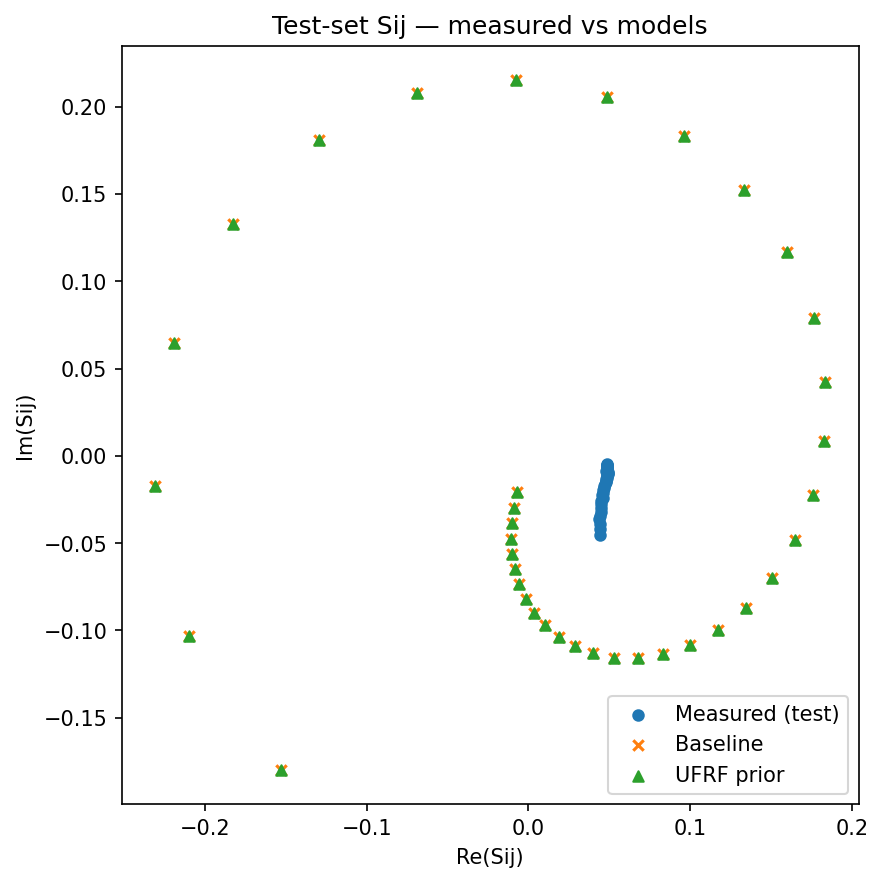 Test-set Sij — measured vs models
Im(Sij)
0.20
0.15
0.10
0.05
0.00
−0.05
−0.10
−0.15
Measured (test)
Baseline
UFRF prior
−0.2
−0.1
0.0
0.1
0.2
Re(Sij)